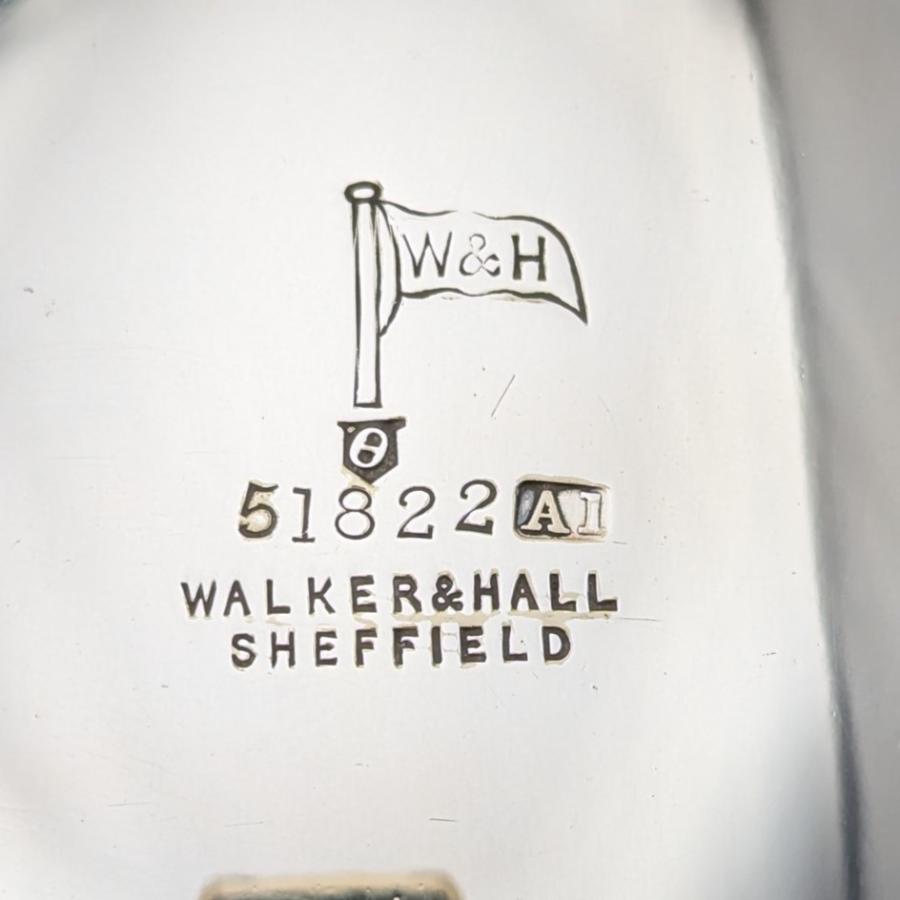 W&H
θ
51822 A1
WALKER&HALL
SHEFFIELD